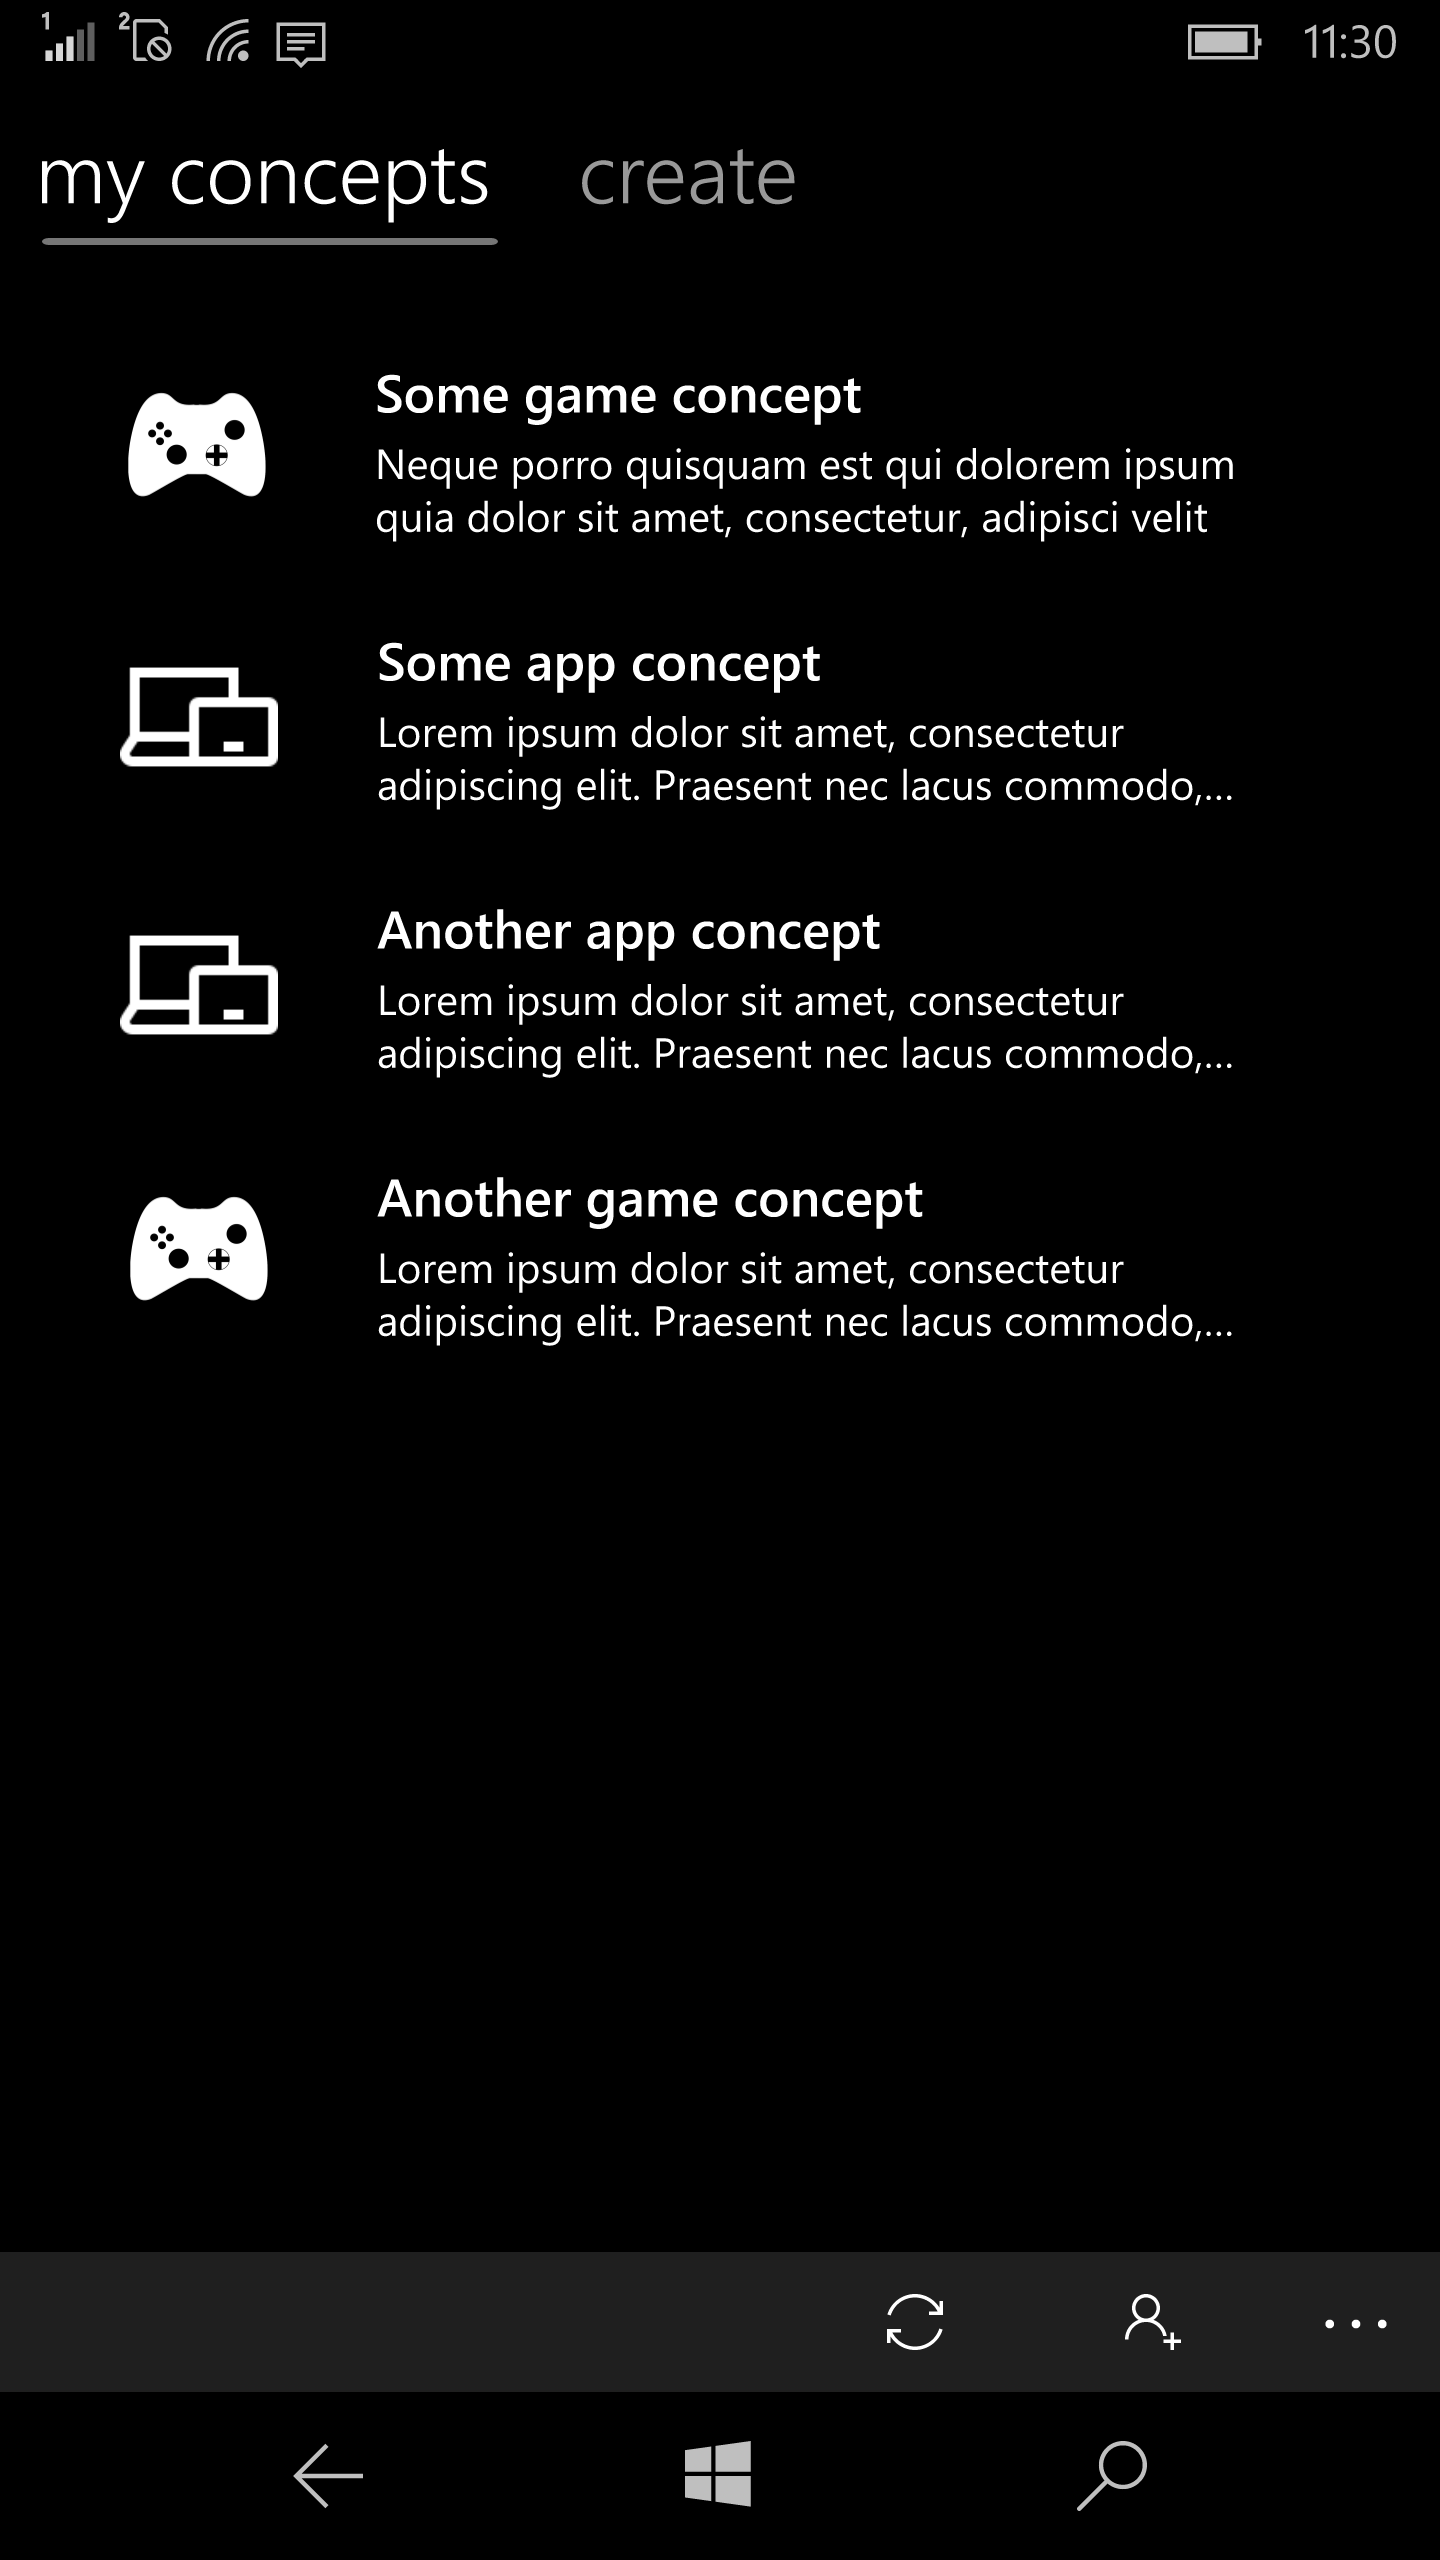 1 2 11:30
my concepts create
Some game concept
Neque porro quisquam est qui dolorem ipsum
quia dolor sit amet, consectetur, adipisci velit
Some app concept
Lorem ipsum dolor sit amet, consectetur
adipiscing elit. Praesent nec lacus commodo,...
Another app concept
Lorem ipsum dolor sit amet, consectetur
adipiscing elit. Praesent nec lacus commodo,...
Another game concept
Lorem ipsum dolor sit amet, consectetur
adipiscing elit. Praesent nec lacus commodo,...